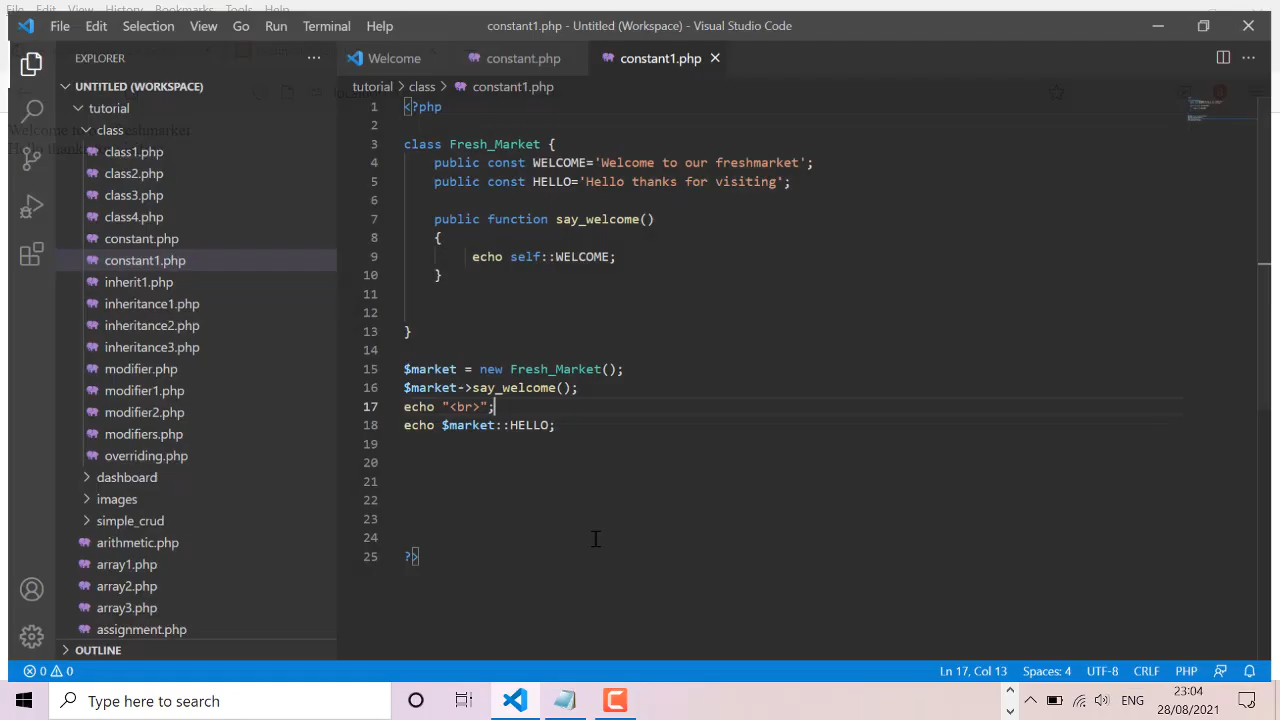 File Edit Selection View Go Run Terminal Help constant1.php - Untitled (Workspace) - Visual Studio Code
EXPLORER
Welcome constant.php constant1.php
UNTITLED (WORKSPACE)
tutorial
class
class1.php
class2.php
class3.php
class4.php
constant.php
constant1.php
inherit1.php
inheritance1.php
inheritance2.php
inheritance3.php
modifier.php
modifier1.php
modifier2.php
modifiers.php
overriding.php
dashboard
images
simple_crud
arithmetic.php
array1.php
array2.php
array3.php
assignment.php
OUTLINE
tutorial > class > constant1.php
1 <?php
2
3 class Fresh_Market {
4 public const WELCOME='Welcome to our freshmarket';
5 public const HELLO='Hello thanks for visiting';
6
7 public function say_welcome()
8 {
9 echo self::WELCOME;
10 }
11
12
13 }
14
15 $market = new Fresh_Market();
16 $market->say_welcome();
17 echo "<br>";
18 echo $market::HELLO;
19
20
21
22
23
24
25 ?>
0 0 Ln 17, Col 13 Spaces: 4 UTF-8 CRLF PHP
Type here to search ENG 23:04
28/08/2021